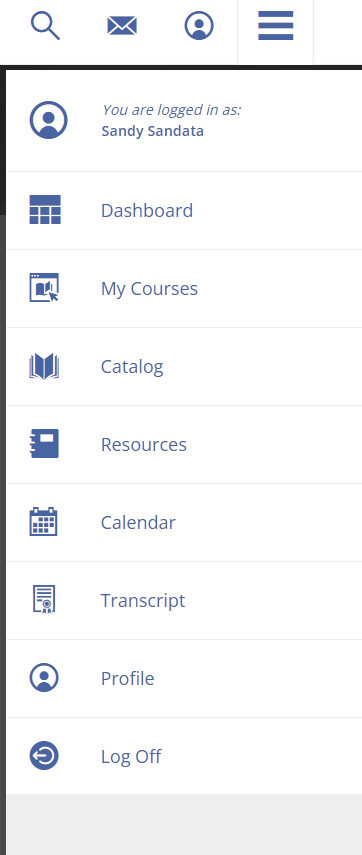 You are logged in as:
Sandy Sandata
Dashboard
My Courses
Catalog
Resources
Calendar
Transcript
Profile
Log Off